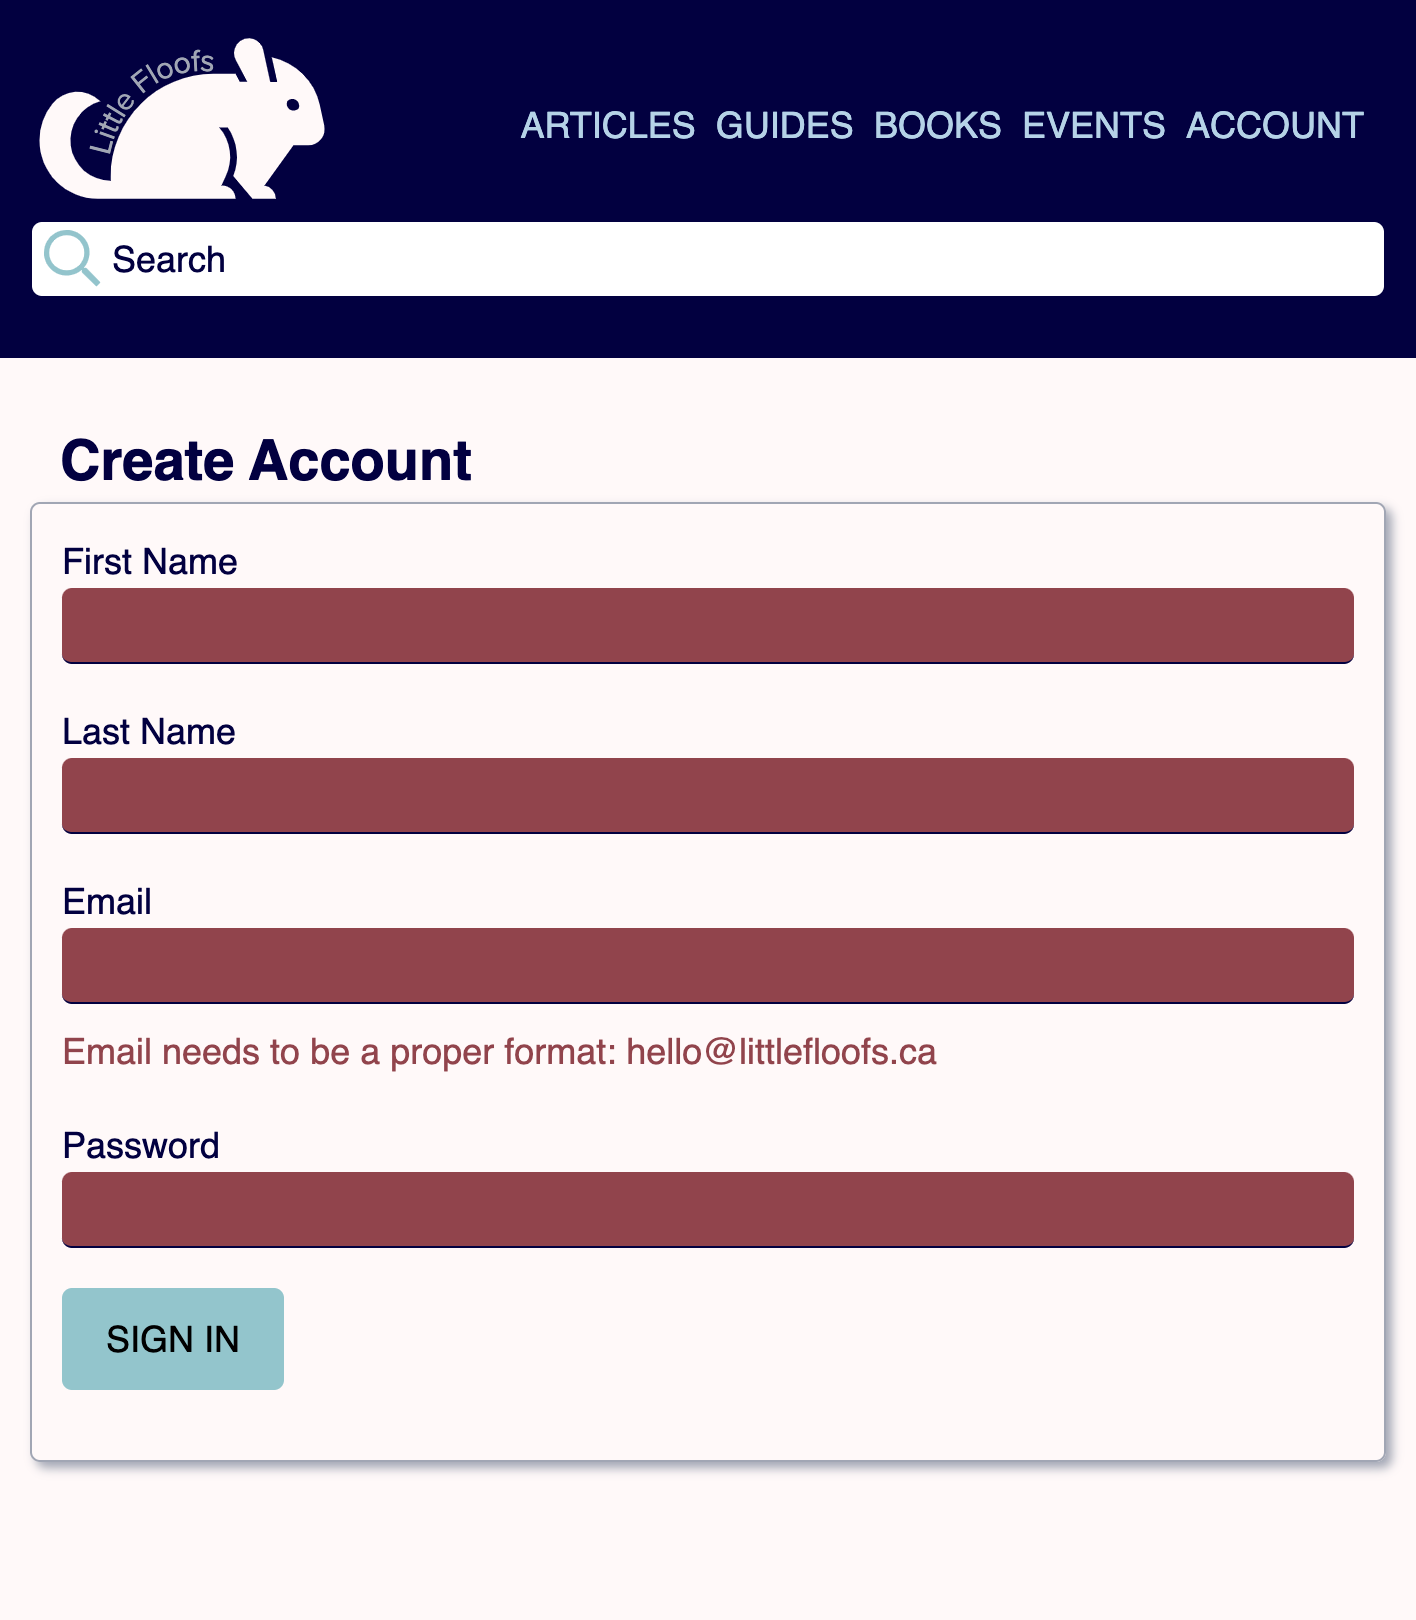 Little Floofs
ARTICLES GUIDES BOOKS EVENTS ACCOUNT
Search
Create Account
First Name
Last Name
Email
Email needs to be a proper format: hello@littlefloofs.ca
Password
SIGN IN